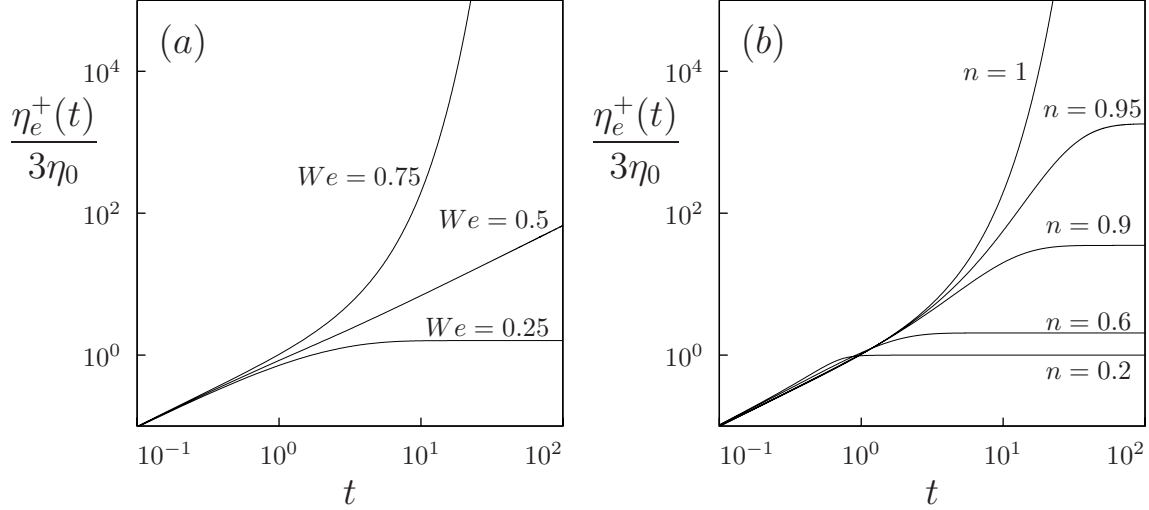 (a)
10^4
η_e^+(t)
3η_0
We = 0.75
10^2
We = 0.5
We = 0.25
10^0
10^{-1} 10^0 10^1 10^2
t
(b)
n = 1
10^4
n = 0.95
η_e^+(t)
3η_0
10^2
n = 0.9
n = 0.6
10^0
n = 0.2
10^{-1} 10^0 10^1 10^2
t